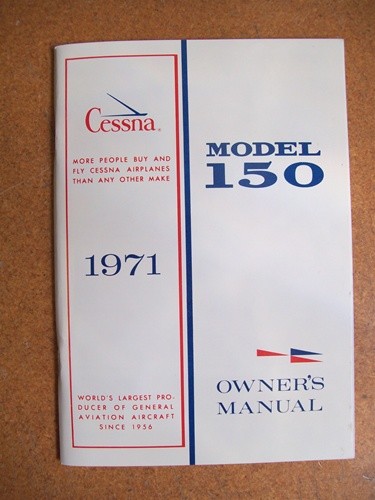 Cessna
MORE PEOPLE BUY AND
FLY CESSNA AIRPLANES
THAN ANY OTHER MAKE
1971
WORLD'S LARGEST PRO-
DUCER OF GENERAL
AVIATION AIRCRAFT
SINCE 1956
MODEL
150
OWNER'S
MANUAL